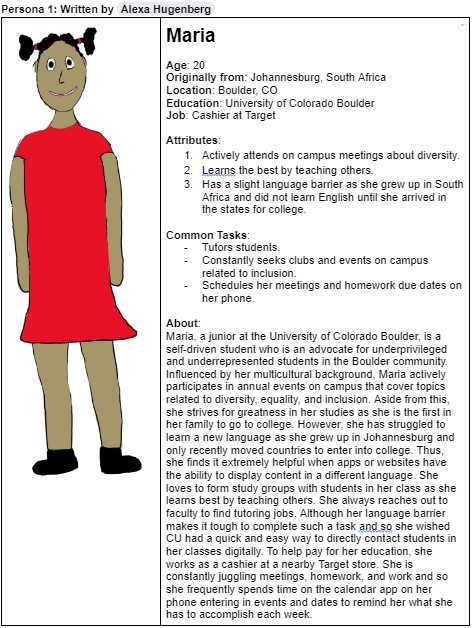 Persona 1: Written by Alexa Hugenberg
Maria
Age: 20
Originally from: Johannesburg, South Africa
Location: Boulder, CO
Education: University of Colorado Boulder
Job: Cashier at Target
Attributes:
1. Actively attends on campus meetings about diversity.
2. Learns the best by teaching others.
3. Has a slight language barrier as she grew up in South
Africa and did not learn English until she arrived in
the states for college.
Common Tasks:
- Tutors students.
- Constantly seeks clubs and events on campus
related to inclusion.
- Schedules her meetings and homework due dates on
her phone.
About:
Maria, a junior at the University of Colorado Boulder, is a
self-driven student who is an advocate for underprivileged
and underrepresented students in the Boulder community.
Influenced by her multicultural background, Maria actively
participates in annual events on campus that cover topics
related to diversity, equality, and inclusion. Aside from this,
she strives for greatness in her studies as she is the first in
her family to go to college. However, she has struggled to
learn a new language as she grew up in Johannesburg and
only recently moved countries to enter into college. Thus,
she finds it extremely helpful when apps or websites have
the ability to display content in a different language. She
loves to form study groups with students in her class as she
learns best by teaching others. She always reaches out to
faculty to find tutoring jobs. Although her language barrier
makes it tough to complete such a task and so she wished
CU had a quick and easy way to directly contact students in
her classes digitally. To help pay for her education, she
works as a cashier at a nearby Target store. She is
constantly juggling meetings, homework, and work and so
she frequently spends time on the calendar app on her
phone entering in events and dates to remind her what she
has to accomplish each week.